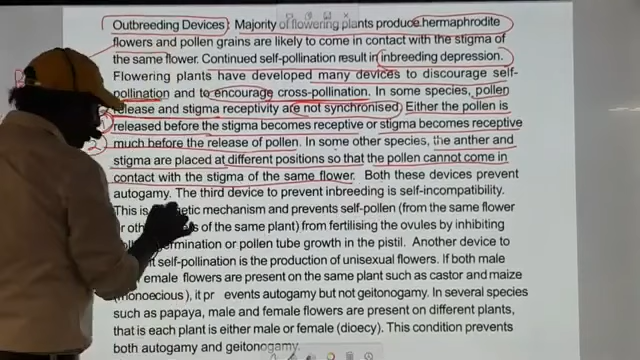 Outbreeding Devices: Majority of flowering plants produce hermaphrodite
flowers and pollen grains are likely to come in contact with the stigma of
the same flower. Continued self-pollination result in inbreeding depression.
Flowering plants have developed many devices to discourage self-
pollination and to encourage cross-pollination. In some species, pollen
release and stigma receptivity are not synchronised. Either the pollen is
released before the stigma becomes receptive or stigma becomes receptive
much before the release of pollen. In some other species, the anther and
stigma are placed at different positions so that the pollen cannot come in
contact with the stigma of the same flower. Both these devices prevent
autogamy. The third device to prevent inbreeding is self-incompatibility.
This is netic mechanism and prevents self-pollen (from the same flower
of the same plant) from fertilising the ovules by inhibiting
mination or pollen tube growth in the pistil. Another device to
self-pollination is the production of unisexual flowers. If both male
emale flowers are present on the same plant such as castor and maize
(monoecious), it pr events autogamy but not geitonogamy. In several species
such as papaya, male and female flowers are present on different plants,
that is each plant is either male or female (dioecy). This condition prevents
both autogamy and geitonogamy.
2